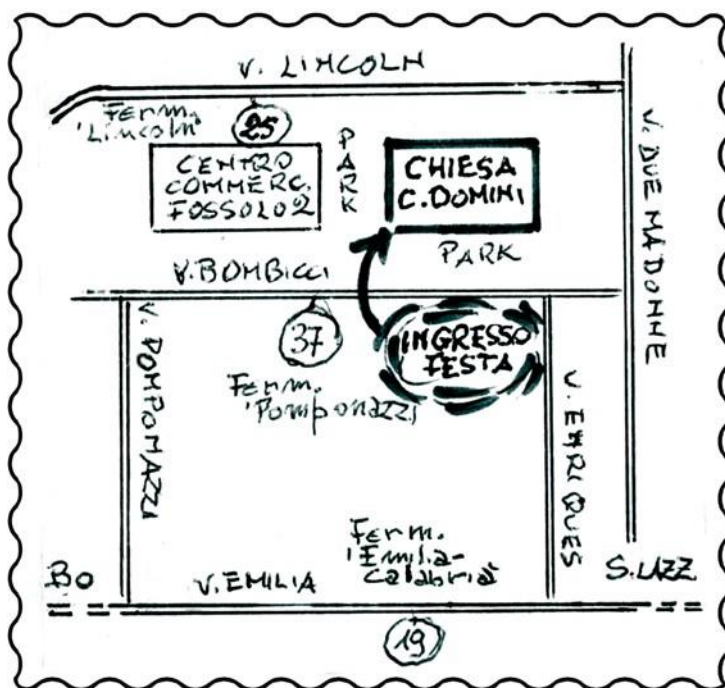 V. LINCOLN
Ferm.
'Lincoln'
25
CENTRO
COMMERC.
FOSSOLO 2
PARK
CHIESA
C. DOMINI
PARK
V. DUE MADONNE
V. BOMBICCI
37
INGRESSO
FESTA
Ferm.
'Pomponazzi
V. POMPONAZZI
V. ENRIQUES
Ferm.
'Emilia-
Calabria'
BO
V. EMILIA
S. LAZZ
19